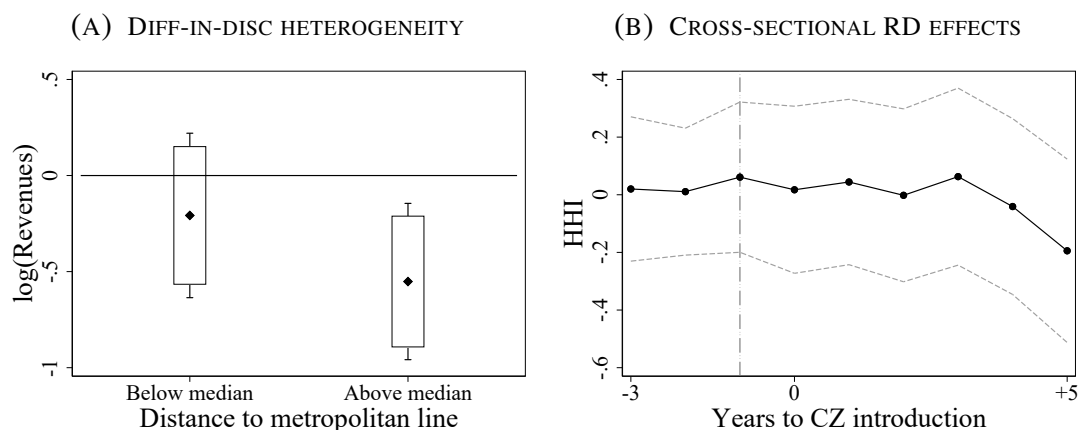 (A) DIFF-IN-DISC HETEROGENEITY
log(Revenues)
.5
0
-.5
-1
Below median
Above median
Distance to metropolitan line
(B) CROSS-SECTIONAL RD EFFECTS
HHI
.4
.2
0
-.2
-.4
-.6
-3
0
+5
Years to CZ introduction